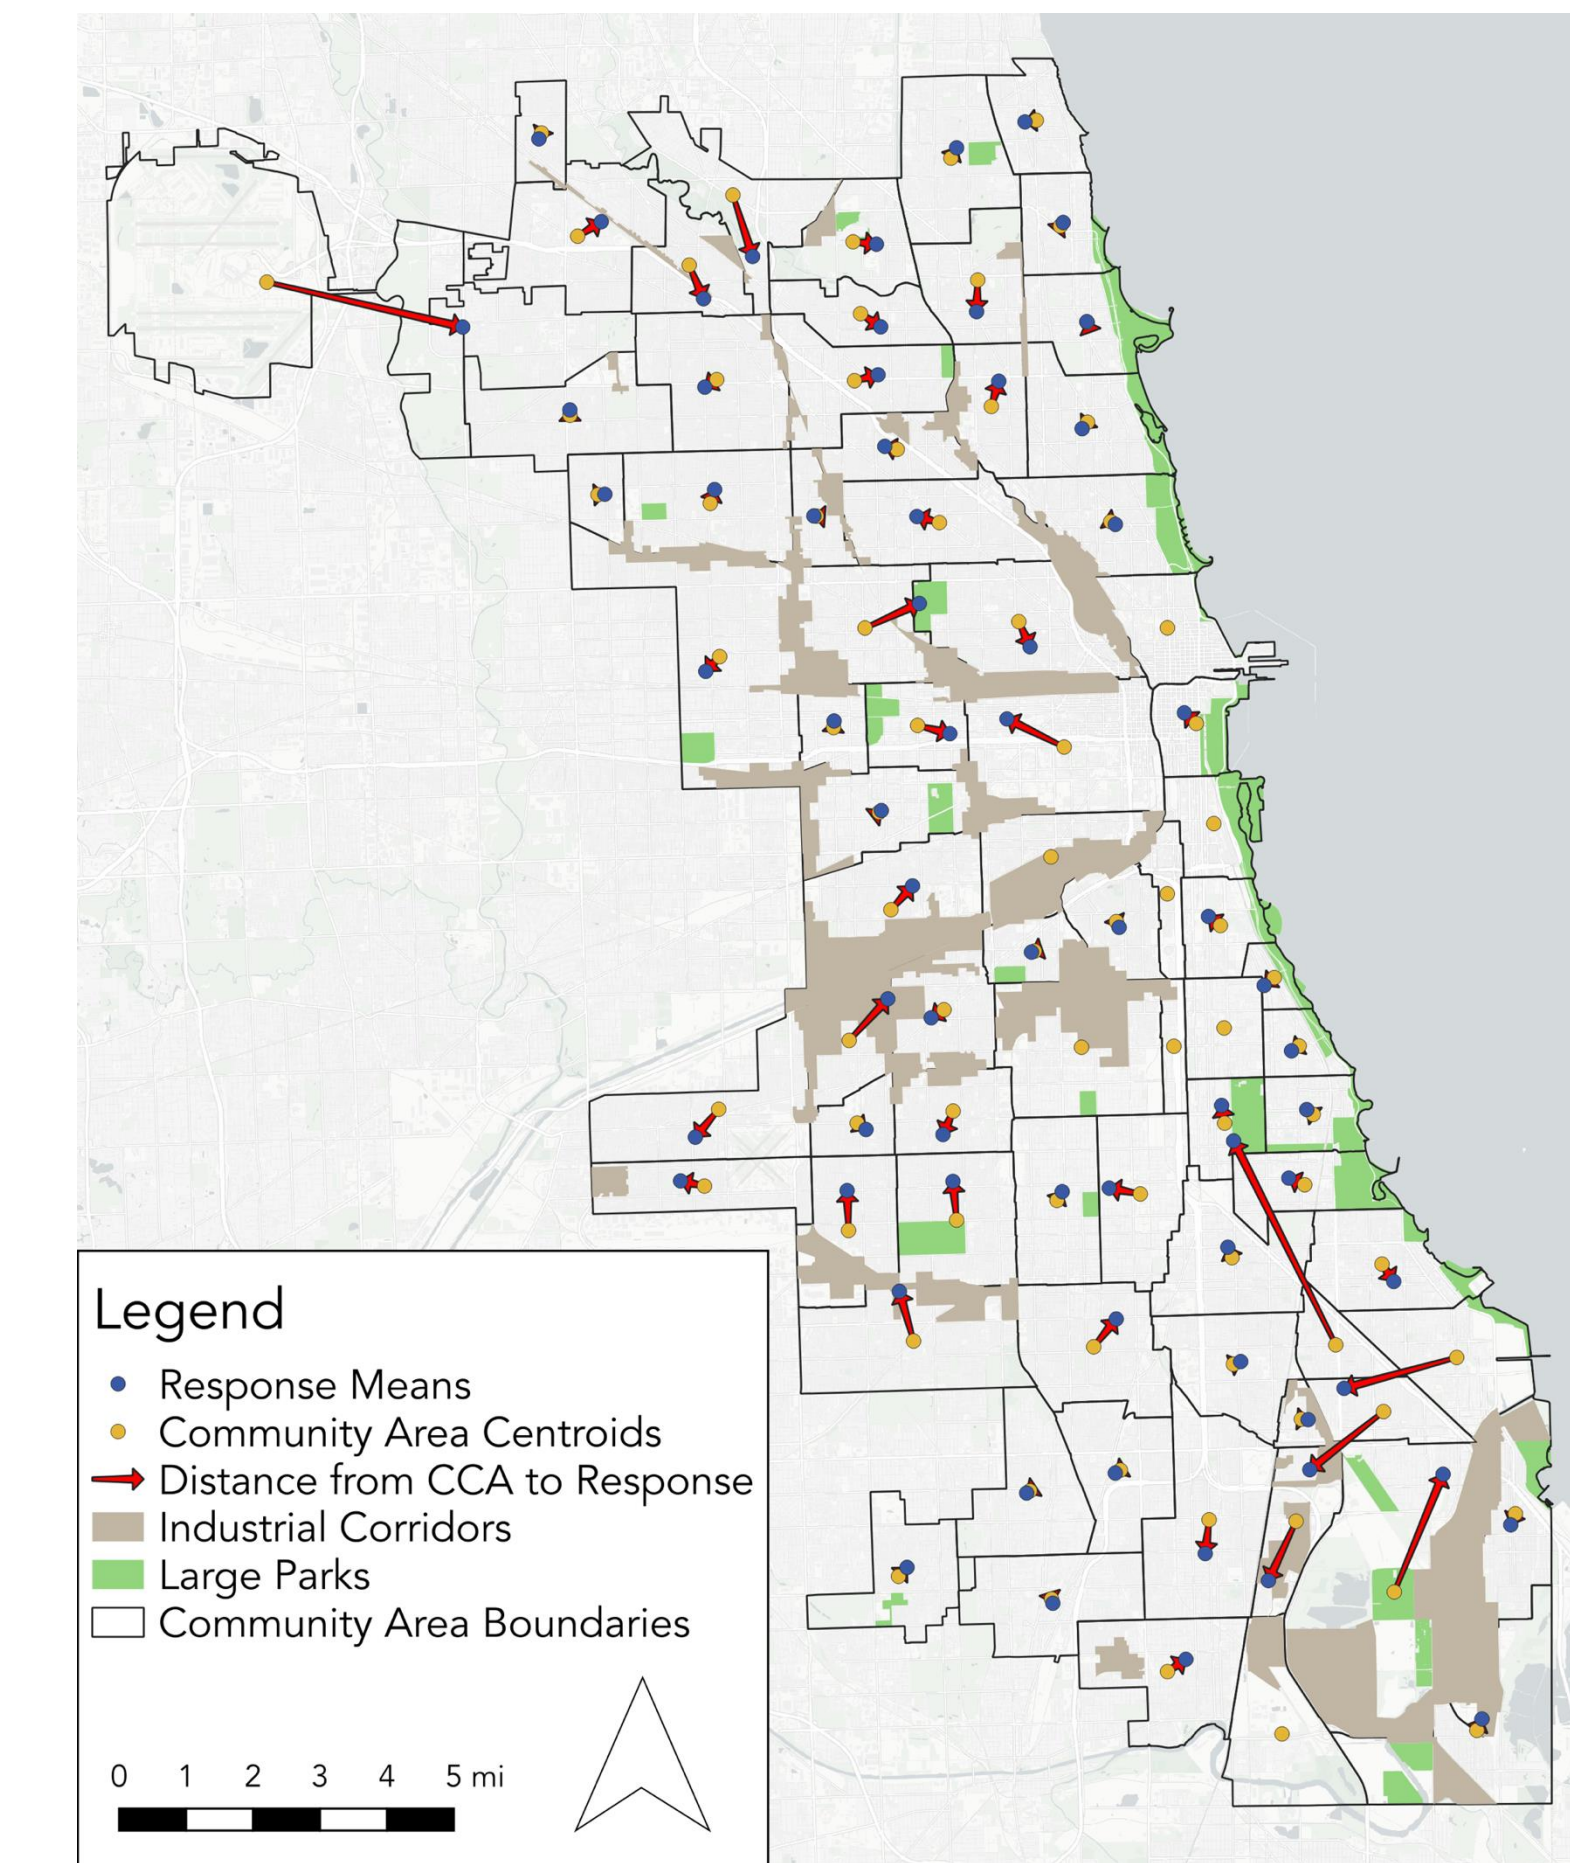 Legend
Response Means
Community Area Centroids
Distance from CCA to Response
Industrial Corridors
Large Parks
Community Area Boundaries
0 1 2 3 4 5 mi